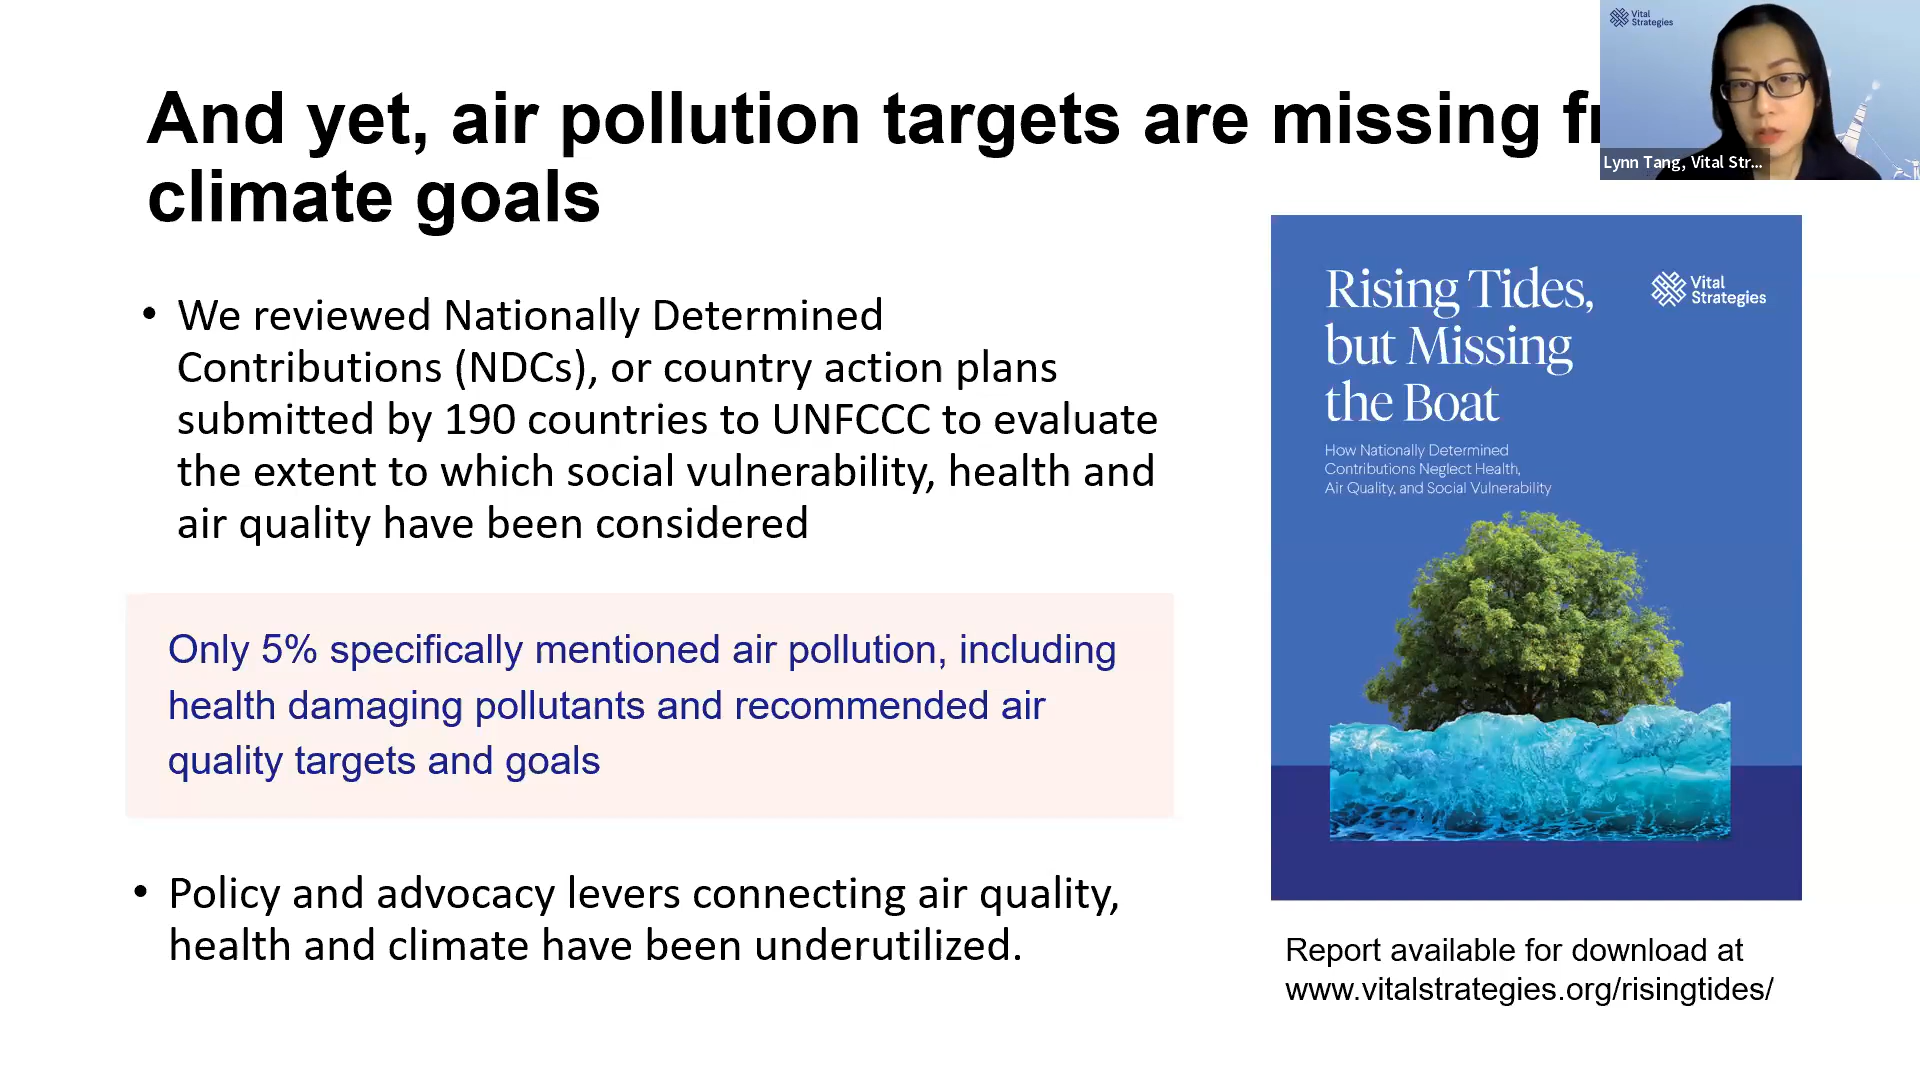 And yet, air pollution targets are missing
climate goals
Vital
Strategies
Lynn Tang, Vital Str...
• We reviewed Nationally Determined
Contributions (NDCs), or country action plans
submitted by 190 countries to UNFCCC to evaluate
the extent to which social vulnerability, health and
air quality have been considered
Only 5% specifically mentioned air pollution, including
health damaging pollutants and recommended air
quality targets and goals
• Policy and advocacy levers connecting air quality,
health and climate have been underutilized.
Rising Tides,
but Missing
the Boat
Vital
Strategies
How Nationally Determined
Contributions Neglect Health,
Air Quality, and Social Vulnerability
Report available for download at
www.vitalstrategies.org/risingtides/